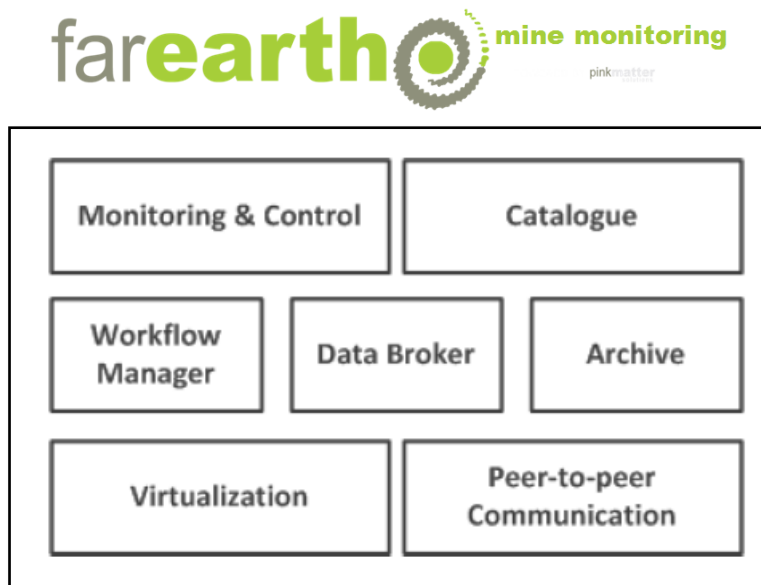 farearth mine monitoring
pinkmatter
Monitoring & Control
Catalogue
Workflow
Manager
Data Broker
Archive
Virtualization
Peer-to-peer
Communication